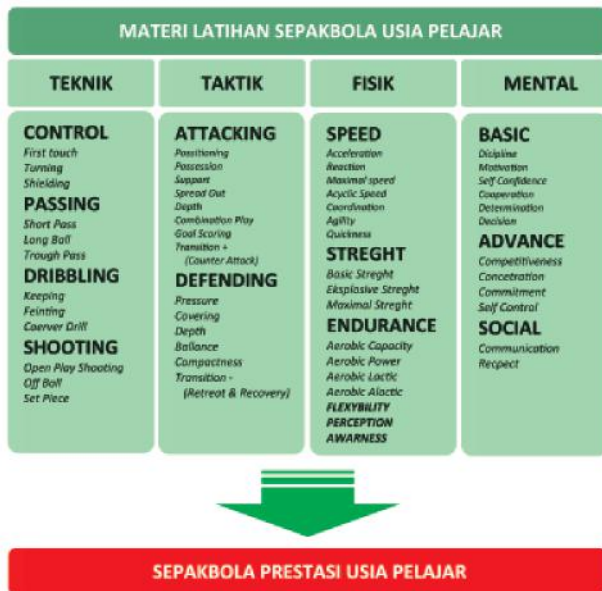 MATERI LATIHAN SEPAKBOLA USIA PELAJAR
TEKNIK
CONTROL
First touch
Turning
Shielding
PASSING
Short Pass
Long Ball
Trough Pass
DRIBBLING
Keeping
Feinting
Coerver Drill
SHOOTING
Open Play Shooting
Off Ball
Set Piece
TAKTIK
ATTACKING
Possitioning
Possession
Support
Spread Out
Depth
Combination Play
Goal Scoring
Transition +
(Counter Attack)
DEFENDING
Pressure
Covering
Depth
Ballance
Compactness
Transition -
(Retreat & Recovery)
FISIK
SPEED
Acceleration
Reaction
Maximal speed
Acyclic Speed
Coordination
Agility
Quickness
STREGHT
Basic Streght
Eksplosive Streght
Maximal Streght
ENDURANCE
Aerobic Capacity
Aerobic Power
Aerobic Lactic
Aerobic Alactic
FLEXYBILITY
PERCEPTION
AWARNESS
MENTAL
BASIC
Dicipline
Motivation
Self Confidence
Cooperation
Determination
Decision
ADVANCE
Competitiveness
Concetration
Commitment
Self Control
SOCIAL
Communication
Recpect
SEPAKBOLA PRESTASI USIA PELAJAR